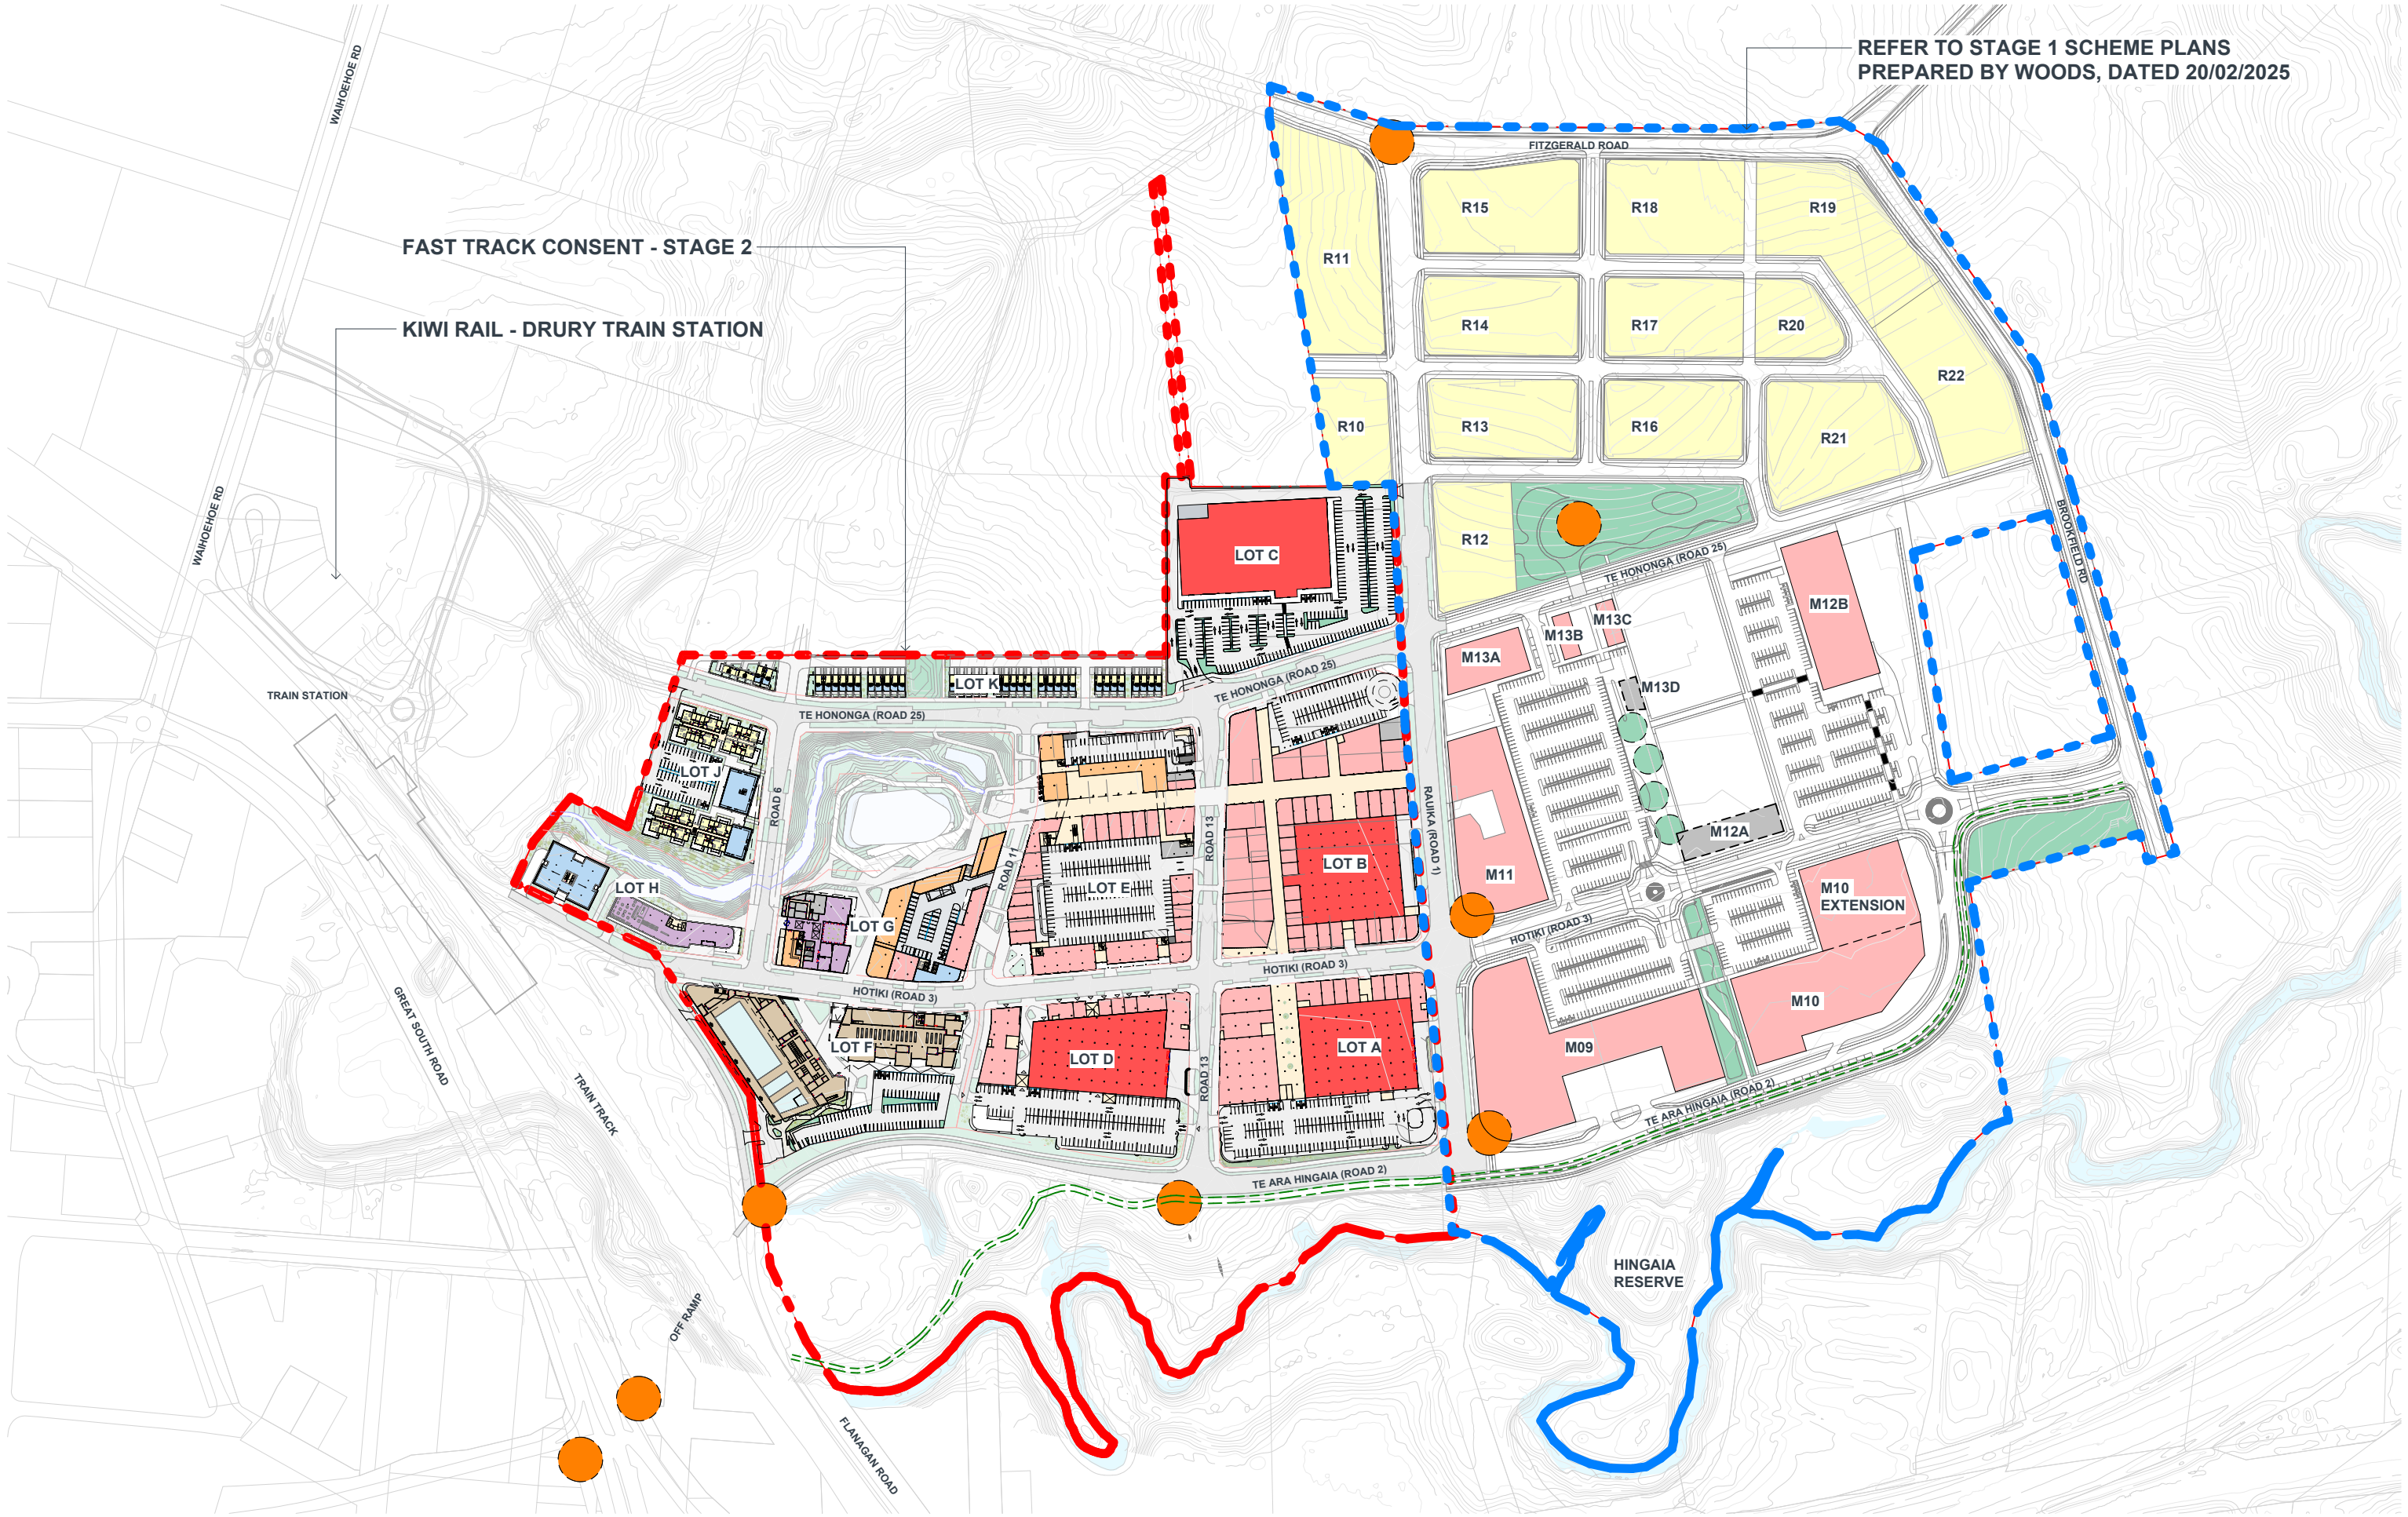 REFER TO STAGE 1 SCHEME PLANS
PREPARED BY WOODS, DATED 20/02/2025
WAIHOEHOE RD
FITZGERALD ROAD
R15
R18
R19
FAST TRACK CONSENT - STAGE 2
R11
KIWI RAIL - DRURY TRAIN STATION
R14
R17
R20
R22
R10
R13
R16
R21
WAIHEHOE RD
LOT C
R12
BROOKFIELD RD
TE HONONGA (ROAD 25)
M12B
M13C
M13B
M13A
LOT K
M13D
TRAIN STATION
TE HONONGA (ROAD 25)
TE HONONGA (ROAD 25)
LOT J
ROAD 6
ROAD 13
RAUIKA (ROAD 1)
M12A
LOT B
ROAD 11
LOT E
LOT H
M11
M10
EXTENSION
LOT G
HOTIKI (ROAD 3)
HOTIKI (ROAD 3)
HOTIKI (ROAD 3)
M10
GREAT SOUTH ROAD
LOT F
LOT D
LOT A
M09
ROAD 13
TRAIN TRACK
TE ARA HINGAIA (ROAD 2)
TE ARA HINGAIA (ROAD 2)
HINGAIA
RESERVE
OFF RAMP
FLANAGAN ROAD